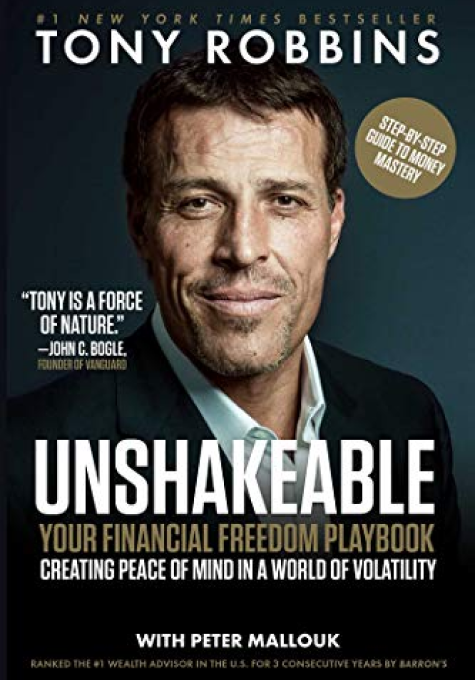 #1 NEW YORK TIMES BESTSELLER
TONY ROBBINS
STEP-BY-STEP
GUIDE TO MONEY
MASTERY
“TONY IS A FORCE
OF NATURE.”
—JOHN C. BOGLE,
FOUNDER OF VANGUARD
UNSHAKEABLE
YOUR FINANCIAL FREEDOM PLAYBOOK
CREATING PEACE OF MIND IN A WORLD OF VOLATILITY
WITH PETER MALLOUK
RANKED THE #1 WEALTH ADVISOR IN THE U.S. FOR 3 CONSECUTIVE YEARS BY BARRON'S